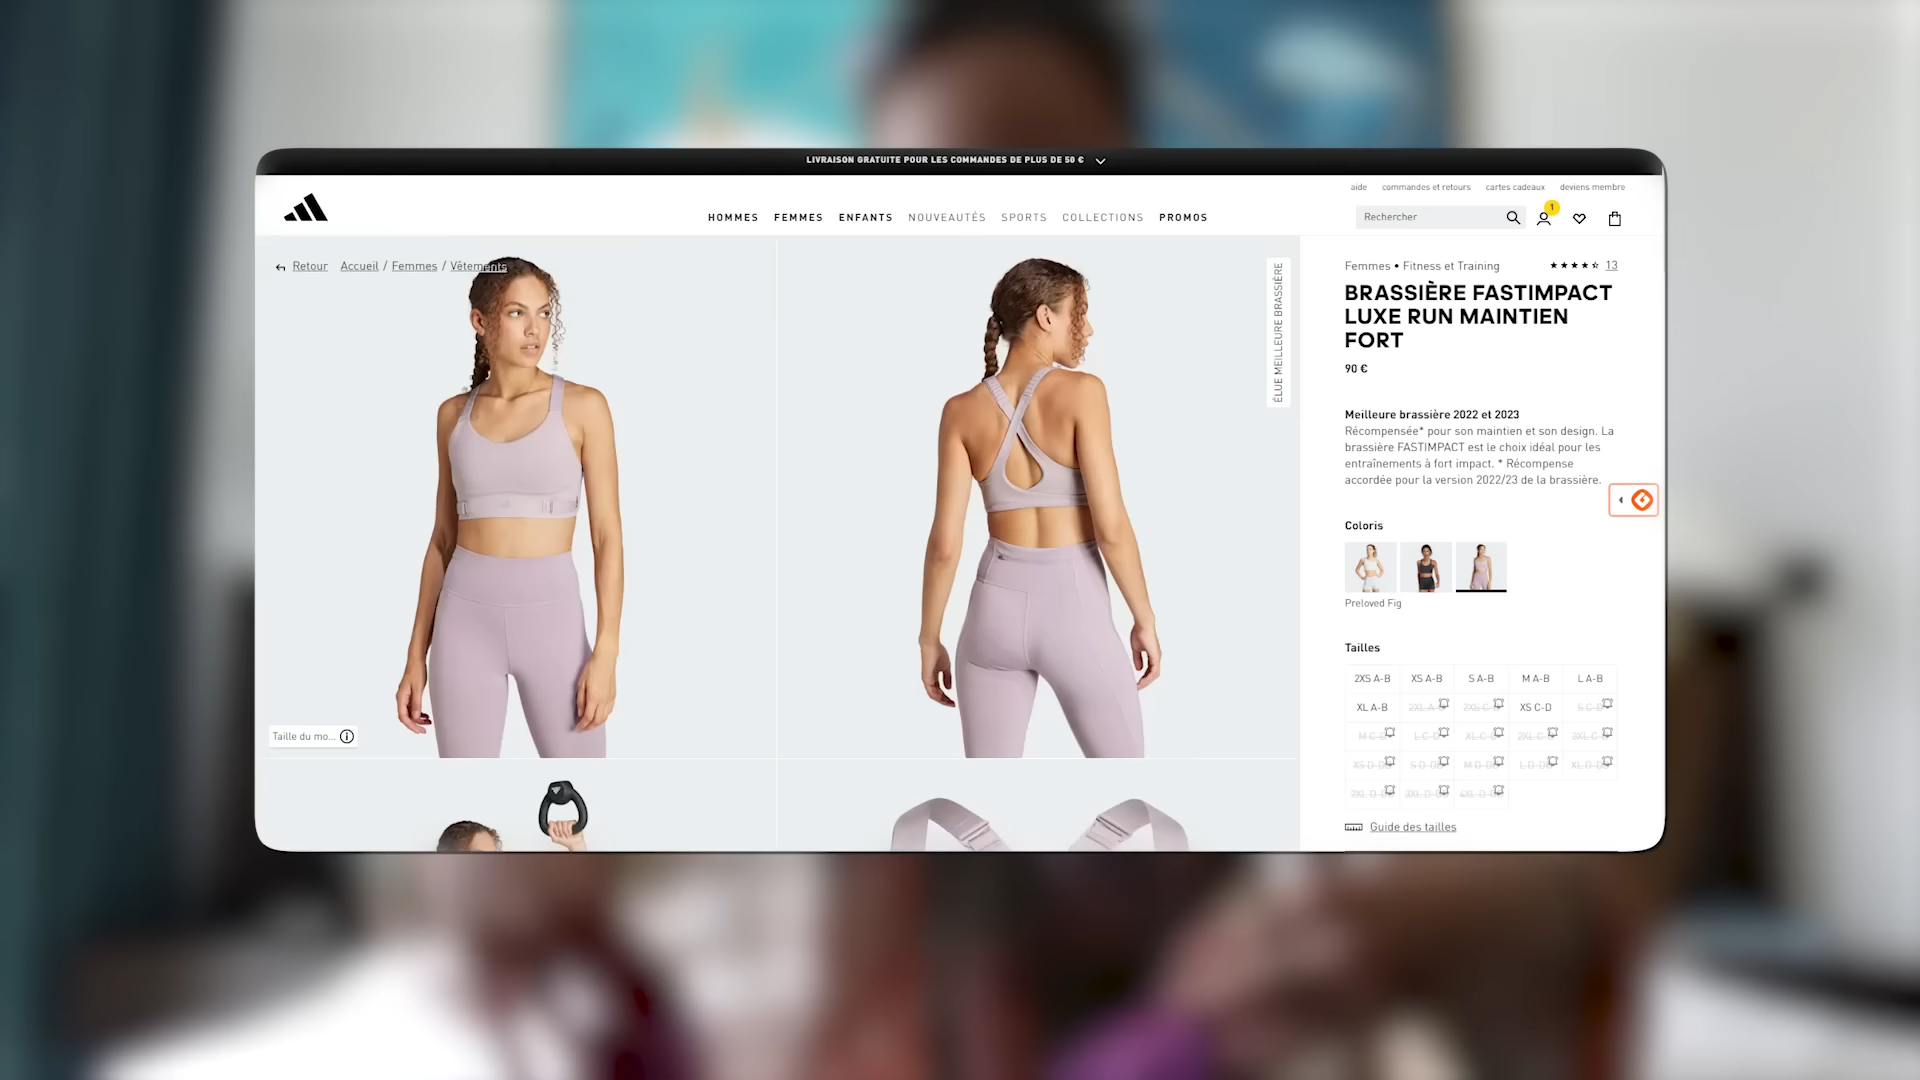 LIVRAISON GRATUITE POUR LES COMMANDES DE PLUS DE 50 €
aide commandes et retours cartes cadeaux deviens membre
HOMMES FEMMES ENFANTS NOUVEAUTÉS SPORTS COLLECTIONS PROMOS
Rechercher
1
Retour Accueil / Femmes / Vêtements
ÉLUE MEILLEURE BRASSIÈRE
Taille du mo...
Femmes • Fitness et Training
13
BRASSIÈRE FASTIMPACT
LUXE RUN MAINTIEN
FORT
90 €
Meilleure brassière 2022 et 2023
Récompensée* pour son maintien et son design. La
brassière FASTIMPACT est le choix idéal pour les
entraînements à fort impact. * Récompense
accordée pour la version 2022/23 de la brassière.
Coloris
Preloved Fig
Tailles
2XS A-B XS A-B S A-B M A-B L A-B
XL A-B XS C-D
Guide des tailles